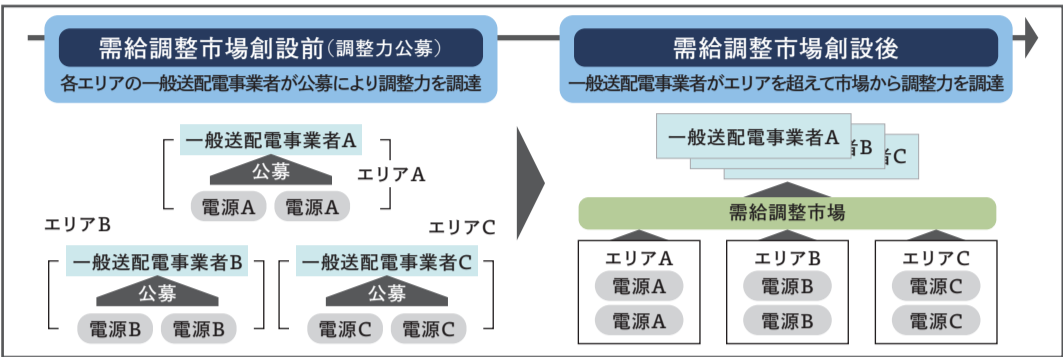 需給調整市場創設前(調整力公募)
各エリアの一般送配電事業者が公募により調整力を調達
一般送配電事業者A
公募
エリアA
電源A 電源A
エリアB
エリアC
一般送配電事業者B
公募
電源B 電源B
一般送配電事業者C
公募
電源C 電源C
需給調整市場創設後
一般送配電事業者がエリアを超えて市場から調整力を調達
一般送配電事業者A
者B
者C
需給調整市場
エリアA
電源A
電源A
エリアB
電源B
電源B
エリアC
電源C
電源C